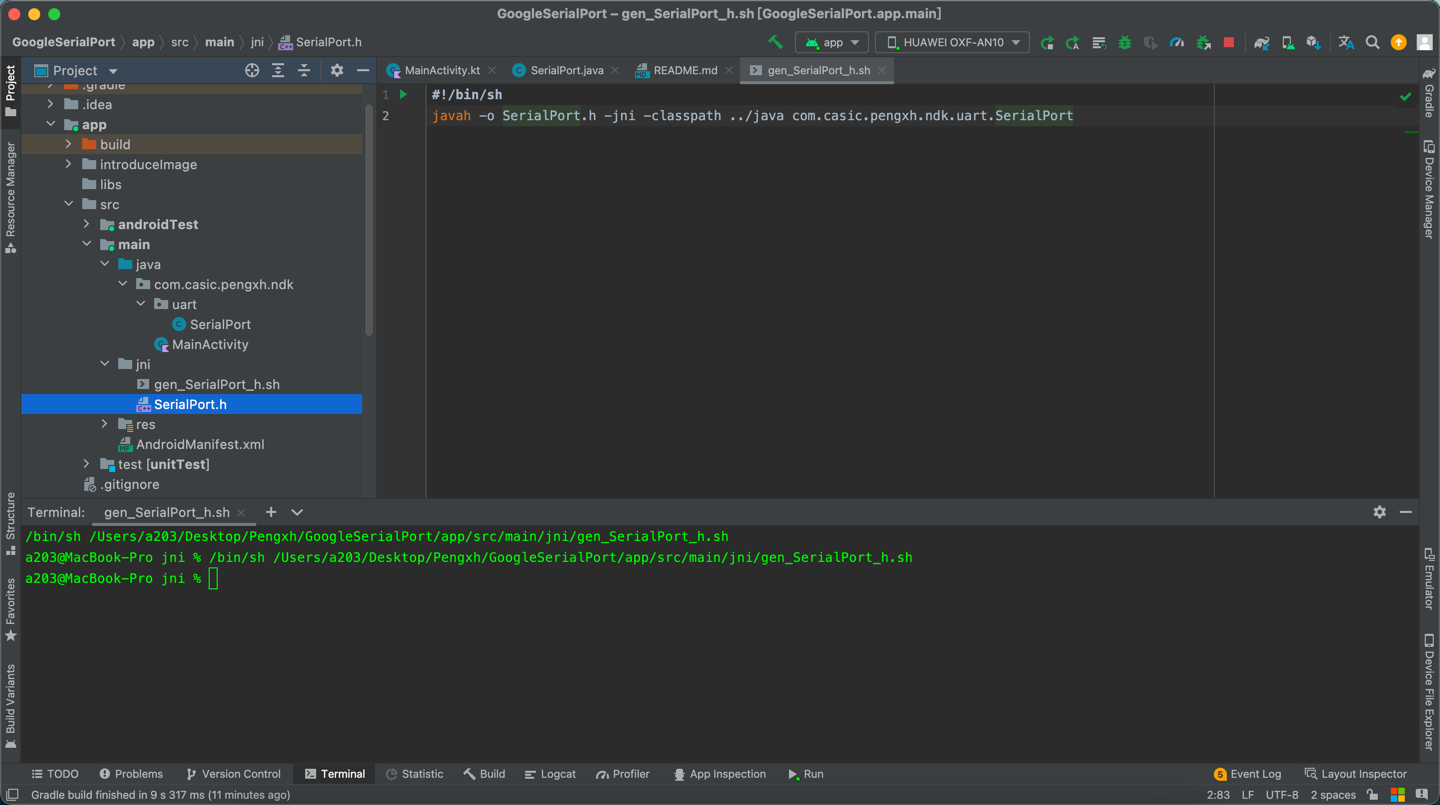 GoogleSerialPort – gen_SerialPort_h.sh [GoogleSerialPort.app.main]
GoogleSerialPort app src main jni SerialPort.h
app HUAWEI OXF-AN10
Project
MainActivity.kt SerialPort.java README.md gen_SerialPort_h.sh
.gradle
.idea
app
build
introduceImage
libs
src
androidTest
main
java
com.casic.pengxh.ndk
uart
SerialPort
MainActivity
jni
gen_SerialPort_h.sh
SerialPort.h
res
AndroidManifest.xml
test [unitTest]
.gitignore
1 #!/bin/sh
2 javah -o SerialPort.h -jni -classpath ../java com.casic.pengxh.ndk.uart.SerialPort
Project
Resource Manager
Structure
Favorites
Build Variants
Gradle
Device Manager
Emulator
Device File Explorer
Terminal: gen_SerialPort_h.sh
/bin/sh /Users/a203/Desktop/Pengxh/GoogleSerialPort/app/src/main/jni/gen_SerialPort_h.sh
a203@MacBook-Pro jni % /bin/sh /Users/a203/Desktop/Pengxh/GoogleSerialPort/app/src/main/jni/gen_SerialPort_h.sh
a203@MacBook-Pro jni %
TODO Problems Version Control Terminal Statistic Build Logcat Profiler App Inspection Run 5 Event Log Layout Inspector
Gradle build finished in 9 s 317 ms (11 minutes ago) 2:83 LF UTF-8 2 spaces